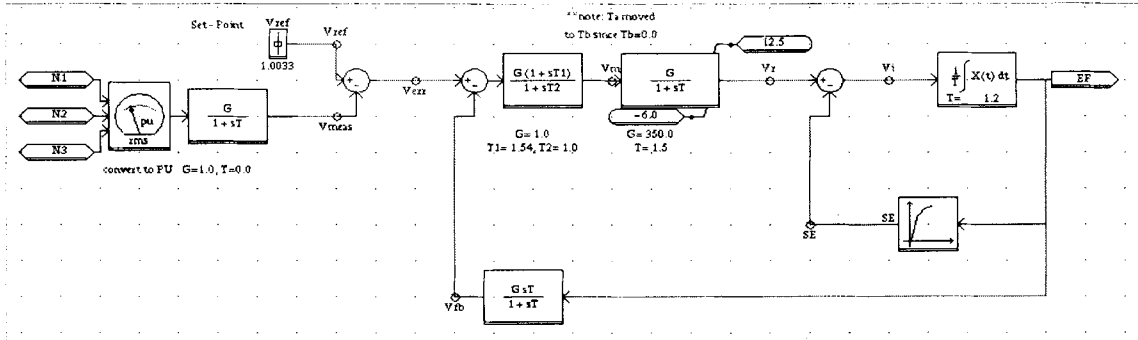 **note: Ta moved
to Tb since Tb=0.0
Set-Point
Vref
Vref
1.0033
12.5
N1
N2
N3
pu
rms
G
1 + sT
convert to PU G=1.0, T=0.0
Vmeas
+
-
Verr
+
-
G(1+sT1)
1+sT2
G= 1.0
T1= 1.54, T2= 1.0
G
1 + sT
-6.0
G= 350.0
T= 1.5
+
-
1
T
X(t) dt
T= 1.2
EF
SE
SE
G sT
1 + sT
Vfb